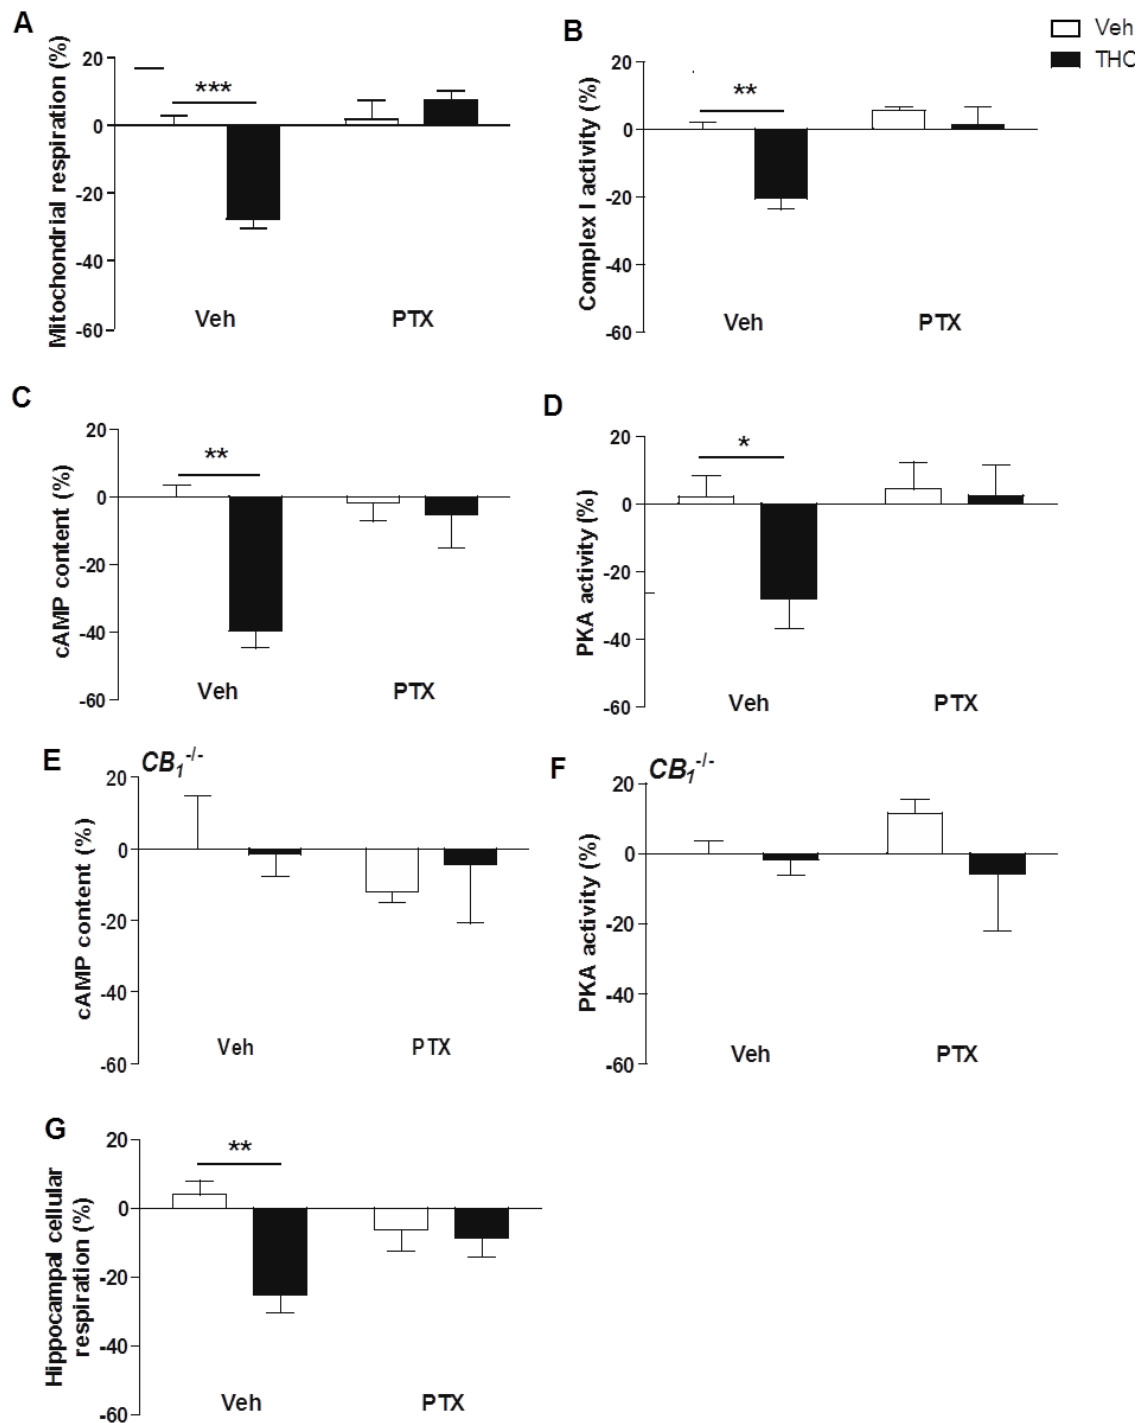 A
Mitochondrial respiration (%)
20
0
-20
-40
-60
***
Veh
PTX
B
Complex I activity (%)
20
0
-20
-40
-60
**
Veh
PTX
Veh
THC
C
cAMP content (%)
20
0
-20
-40
-60
**
Veh
PTX
D
PKA activity (%)
20
0
-20
-40
-60
*
Veh
PTX
E
CB₁⁻/⁻
cAMP content (%)
20
0
-20
-40
-60
Veh
PTX
F
CB₁⁻/⁻
PKA activity (%)
20
0
-20
-40
-60
Veh
PTX
G
Hippocampal cellular
respiration (%)
20
0
-20
-40
-60
**
Veh
PTX